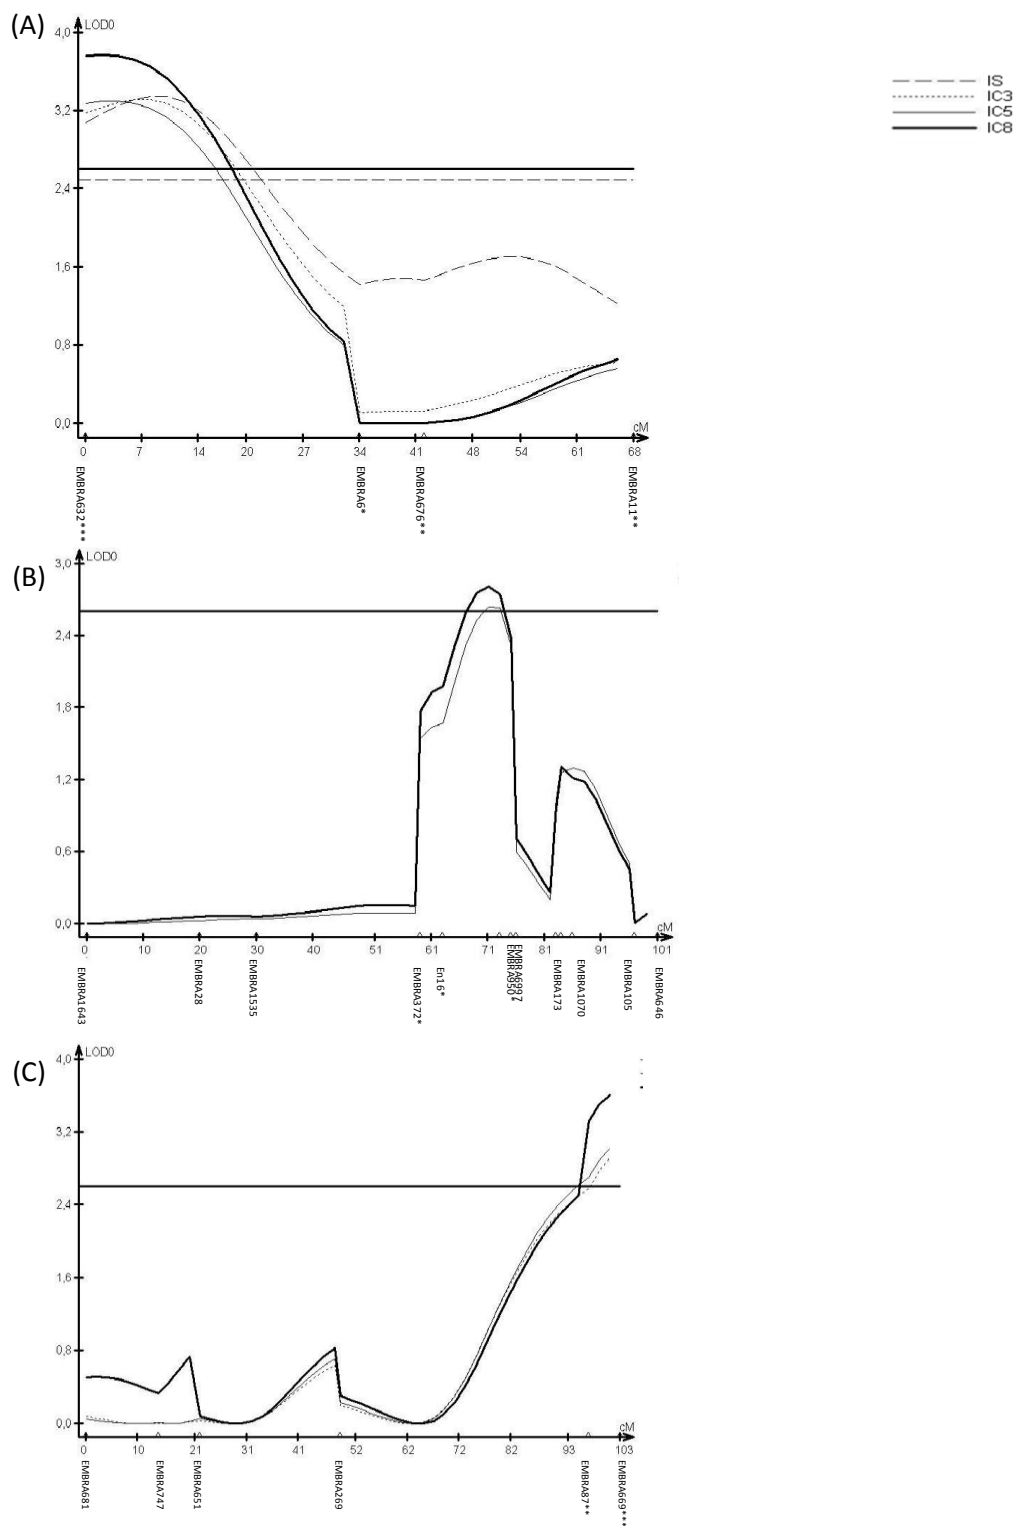 (A)
LOD0
4,0
3,2
2,4
1,6
0,8
0,0
cM
0 7 14 20 27 34 41 48 54 61 68
EMBRA632*** EMBRA6* EMBRA676** EMBRA11**
IS
IC3
IC5
IC8
(B)
LOD0
3,0
2,4
1,8
1,2
0,6
0,0
cM
0 10 20 30 40 51 61 71 81 91 101
EMBRA1643 EMBRA28 EMBRA1535 EMBRA372* En16* EMBRA950* EMBRA6997 EMBRA173 EMBRA1070 EMBRA105 EMBRA646
(C)
LOD0
4,0
3,2
2,4
1,6
0,8
0,0
cM
0 10 21 31 41 52 62 72 82 93 103
EMBRA681 EMBRA747 EMBRA651 EMBRA269 EMBRA87** EMBRA669***